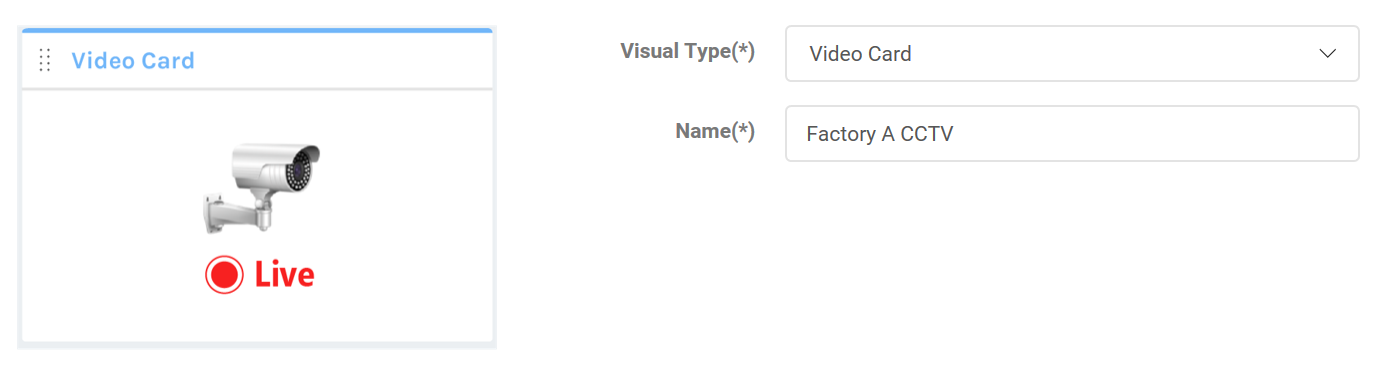 Video Card
Live
Visual Type(*)
Video Card
Name(*)
Factory A CCTV